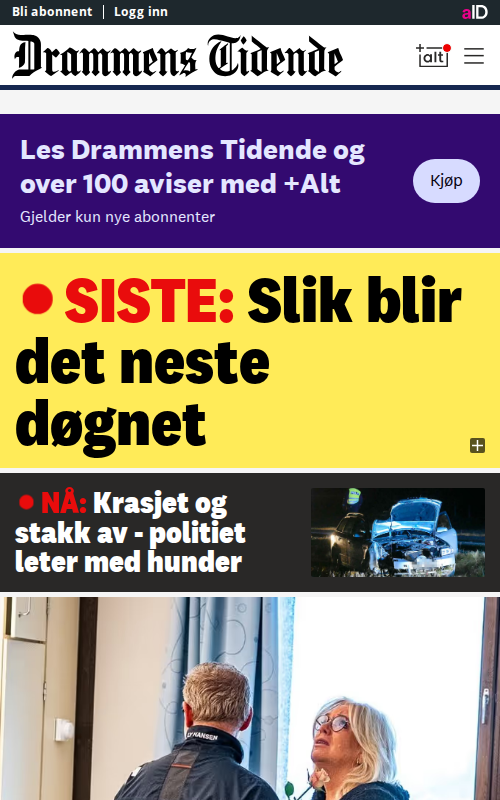 Bli abonnent
Logg inn
aID
Drammens Tidende
+alt
Les Drammens Tidende og
over 100 aviser med +Alt
Gjelder kun nye abonnenter
Kjøp
SISTE: Slik blir
det neste
døgnet
NÅ: Krasjet og
stakk av - politiet
leter med hunder